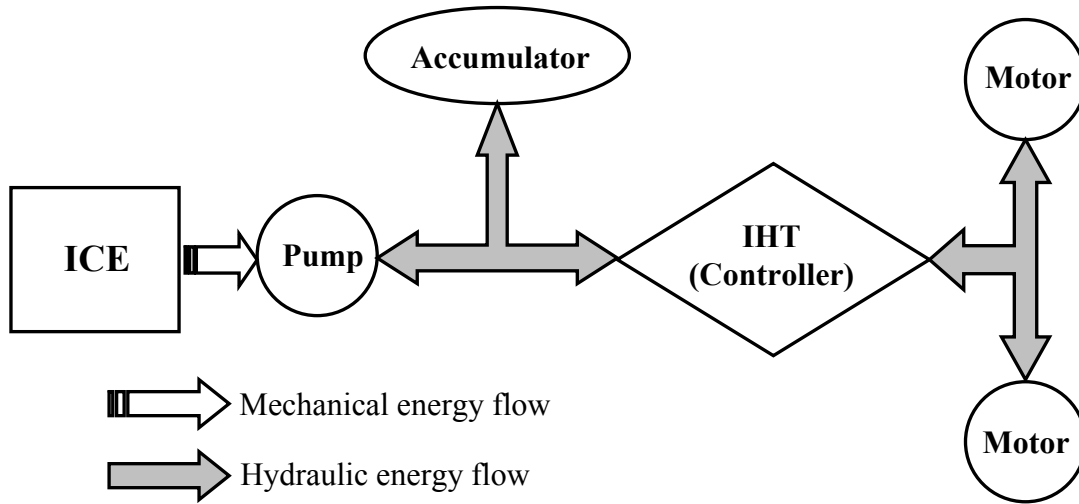 Accumulator
Motor
ICE
Pump
IHT
(Controller)
Mechanical energy flow
Hydraulic energy flow
Motor